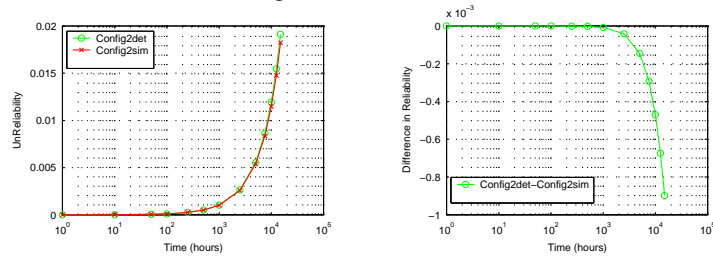 0.02
0.015
0.01
0.005
0
UnReliability
Config2det
Config2sim
10^0 10^1 10^2 10^3 10^4 10^5
Time (hours)
x 10^−3
0
−0.2
−0.4
−0.6
−0.8
−1
Difference in Reliability
Config2det−Config2sim
10^0 10^1 10^2 10^3 10^4 10^5
Time (hours)